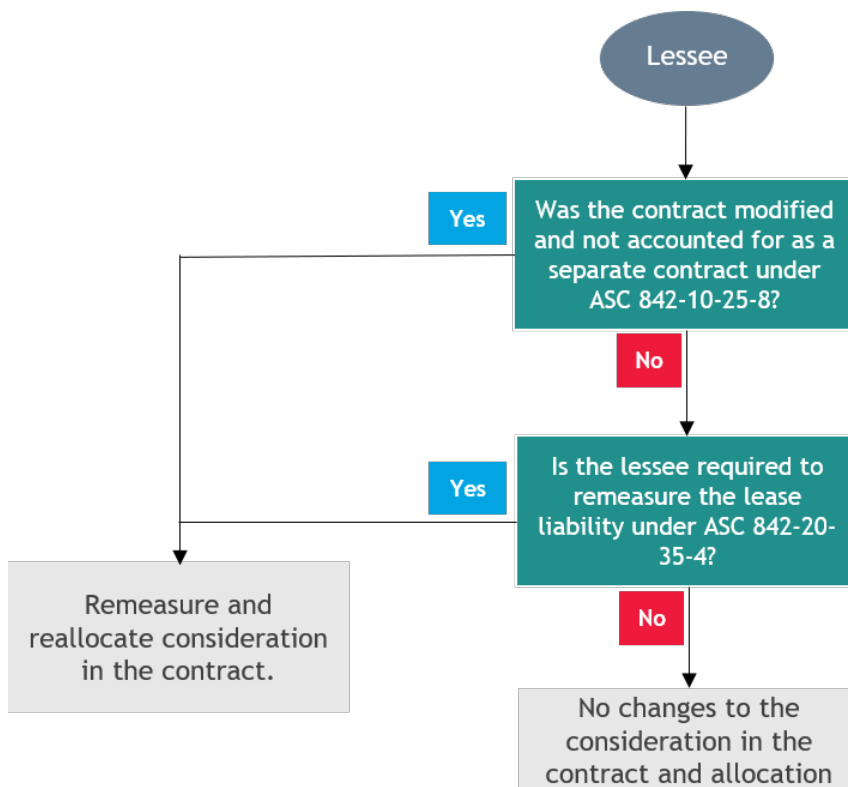 Lessee
Yes
Was the contract modified
and not accounted for as a
separate contract under
ASC 842-10-25-8?
No
Yes
Is the lessee required to
remeasure the lease
liability under ASC 842-20-
35-4?
Remeasure and
reallocate consideration
in the contract.
No
No changes to the
consideration in the
contract and allocation